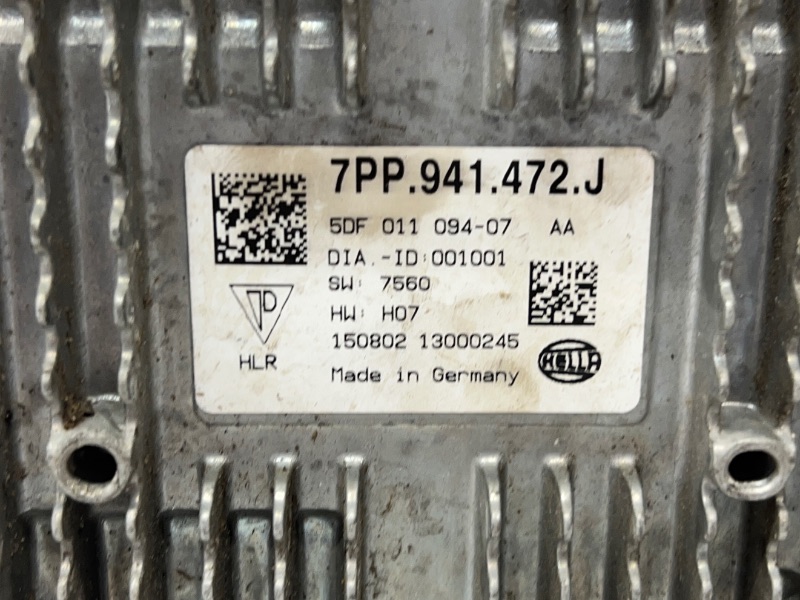 7PP.941.472.J
5DF 011 094-07 AA
DIA.-ID:001001
SW: 7560
HW: H07
150802 13000245
HLR
Made in Germany
HELLA